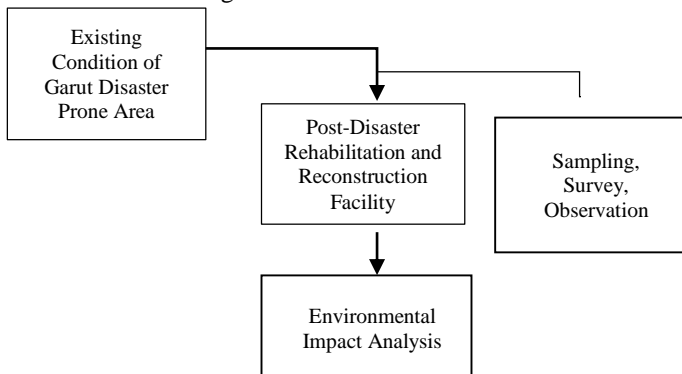 Existing
Condition of
Garut Disaster
Prone Area
Post-Disaster
Rehabilitation and
Reconstruction
Facility
Sampling,
Survey,
Observation
Environmental
Impact Analysis